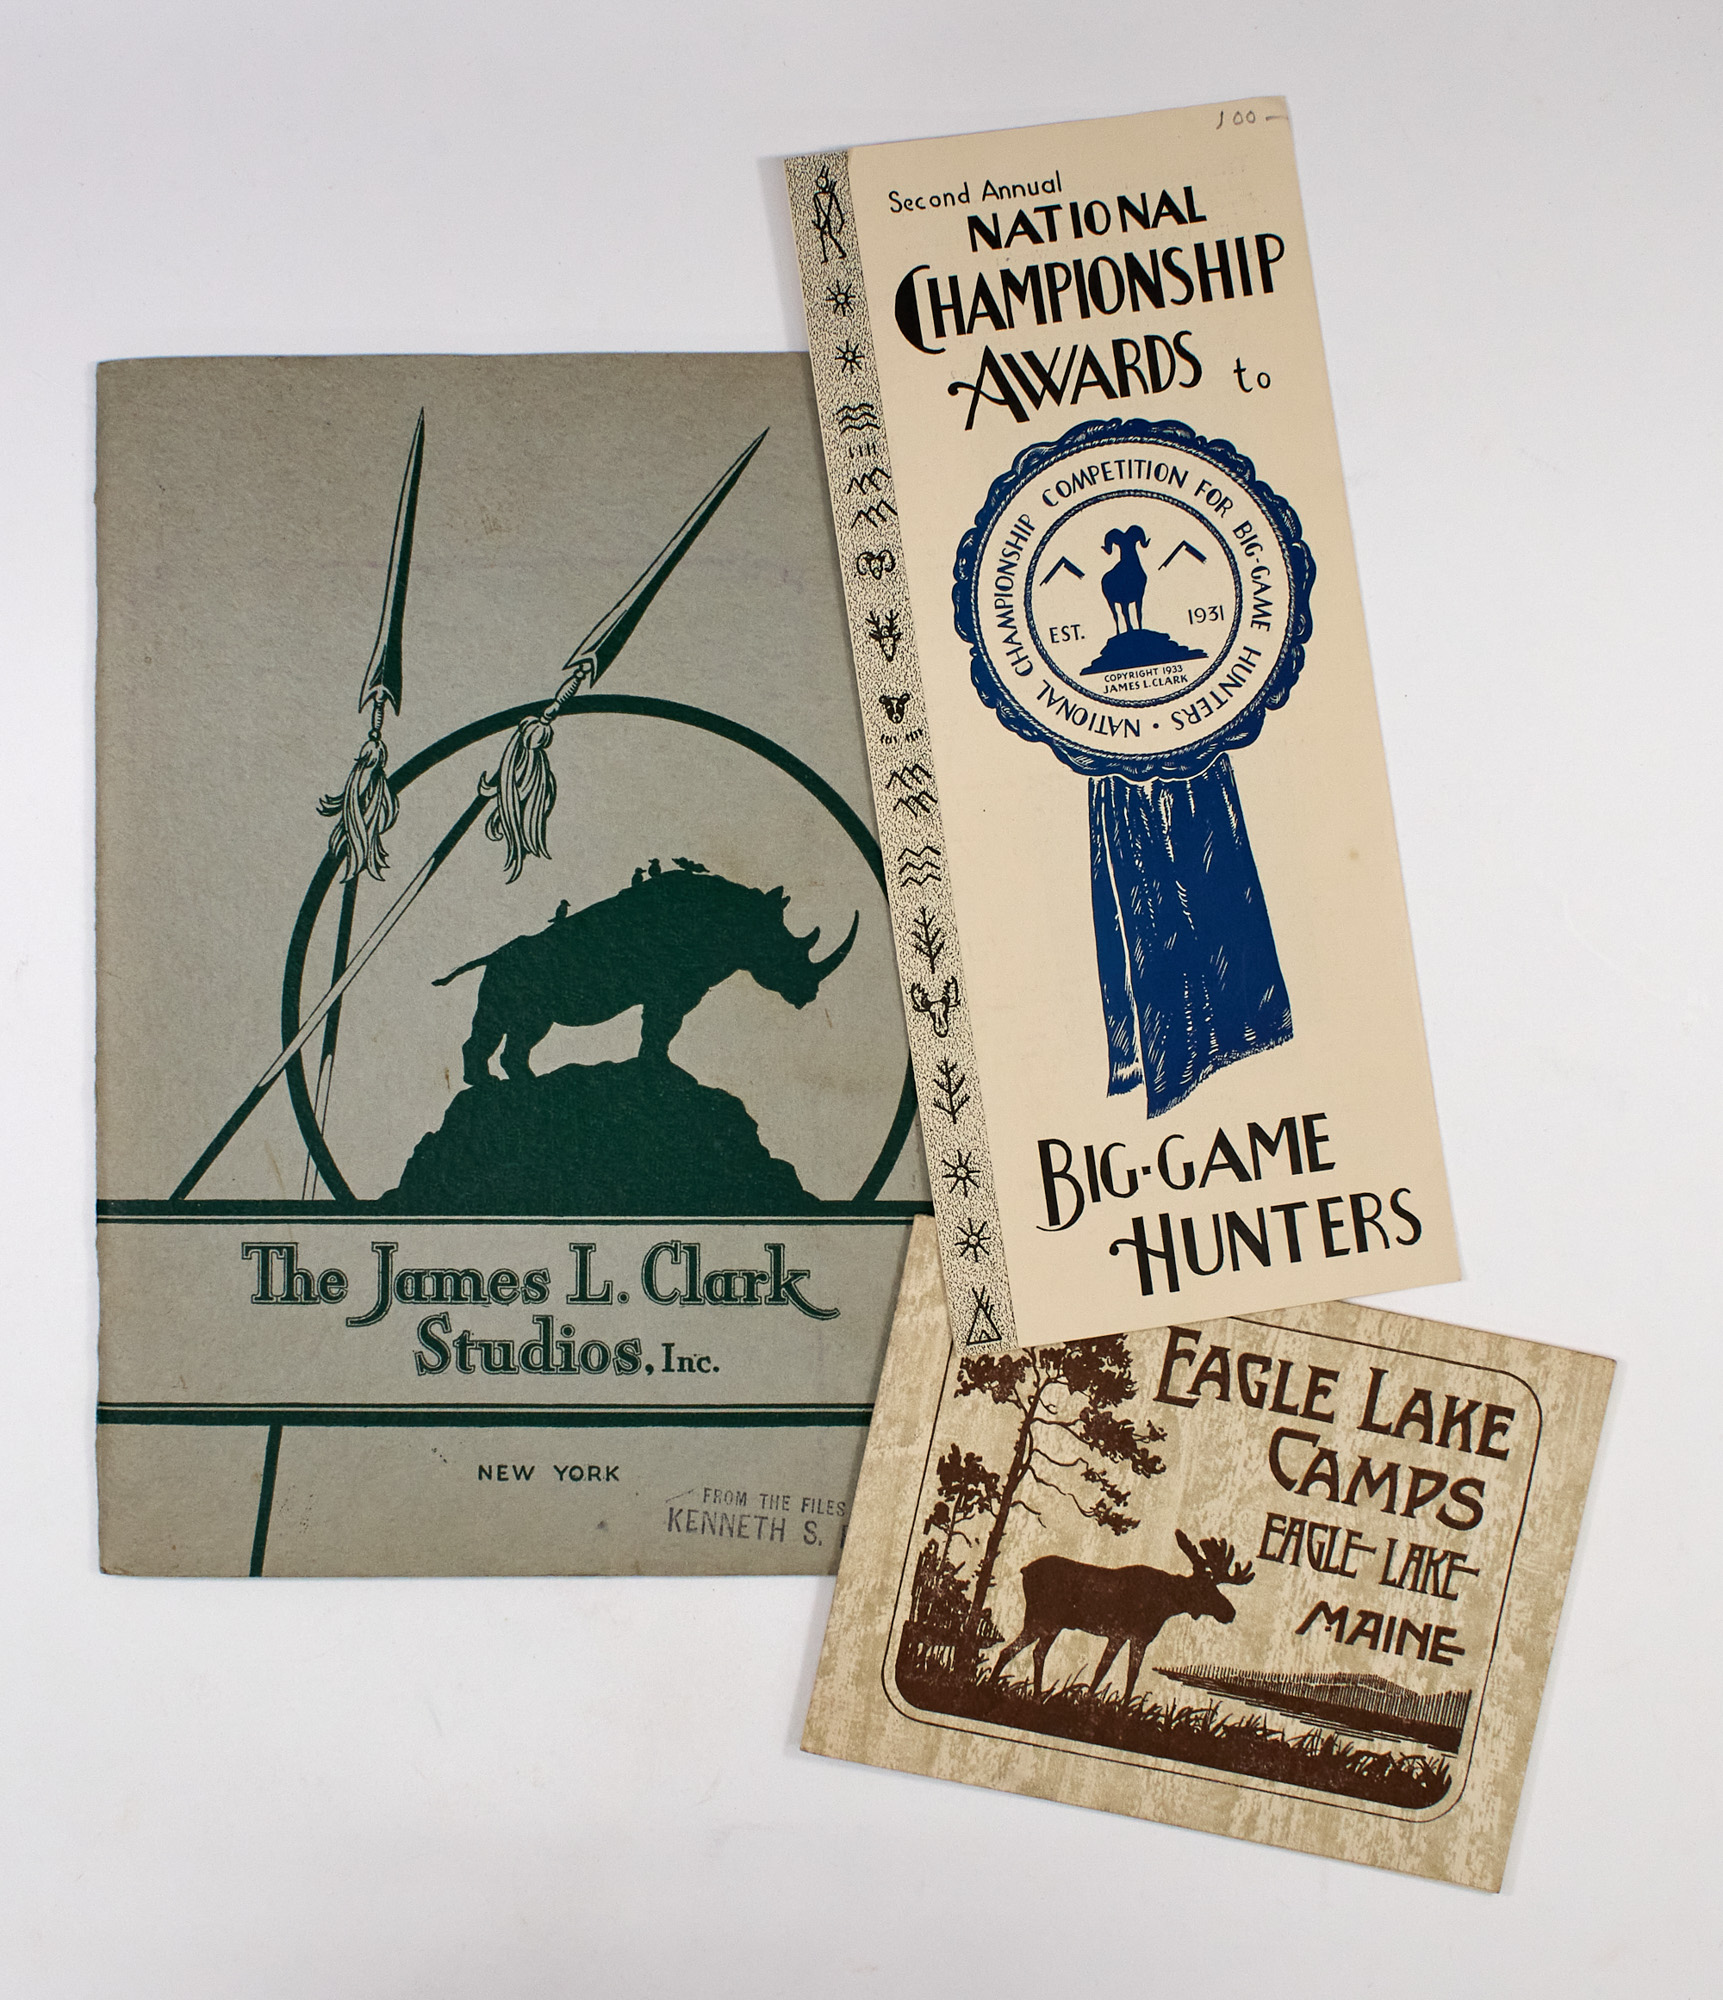 100-
Second Annual
NATIONAL
CHAMPIONSHIP
AWARDS to
NATIONAL CHAMPIONSHIP COMPETITION FOR BIG-GAME HUNTERS •
EST. 1931
COPYRIGHT 1933
JAMES L. CLARK
BIG-GAME
HUNTERS
The James L. Clark
Studios, Inc.
NEW YORK
FROM THE FILES
KENNETH S.
EAGLE LAKE
CAMPS
EAGLE LAKE
MAINE